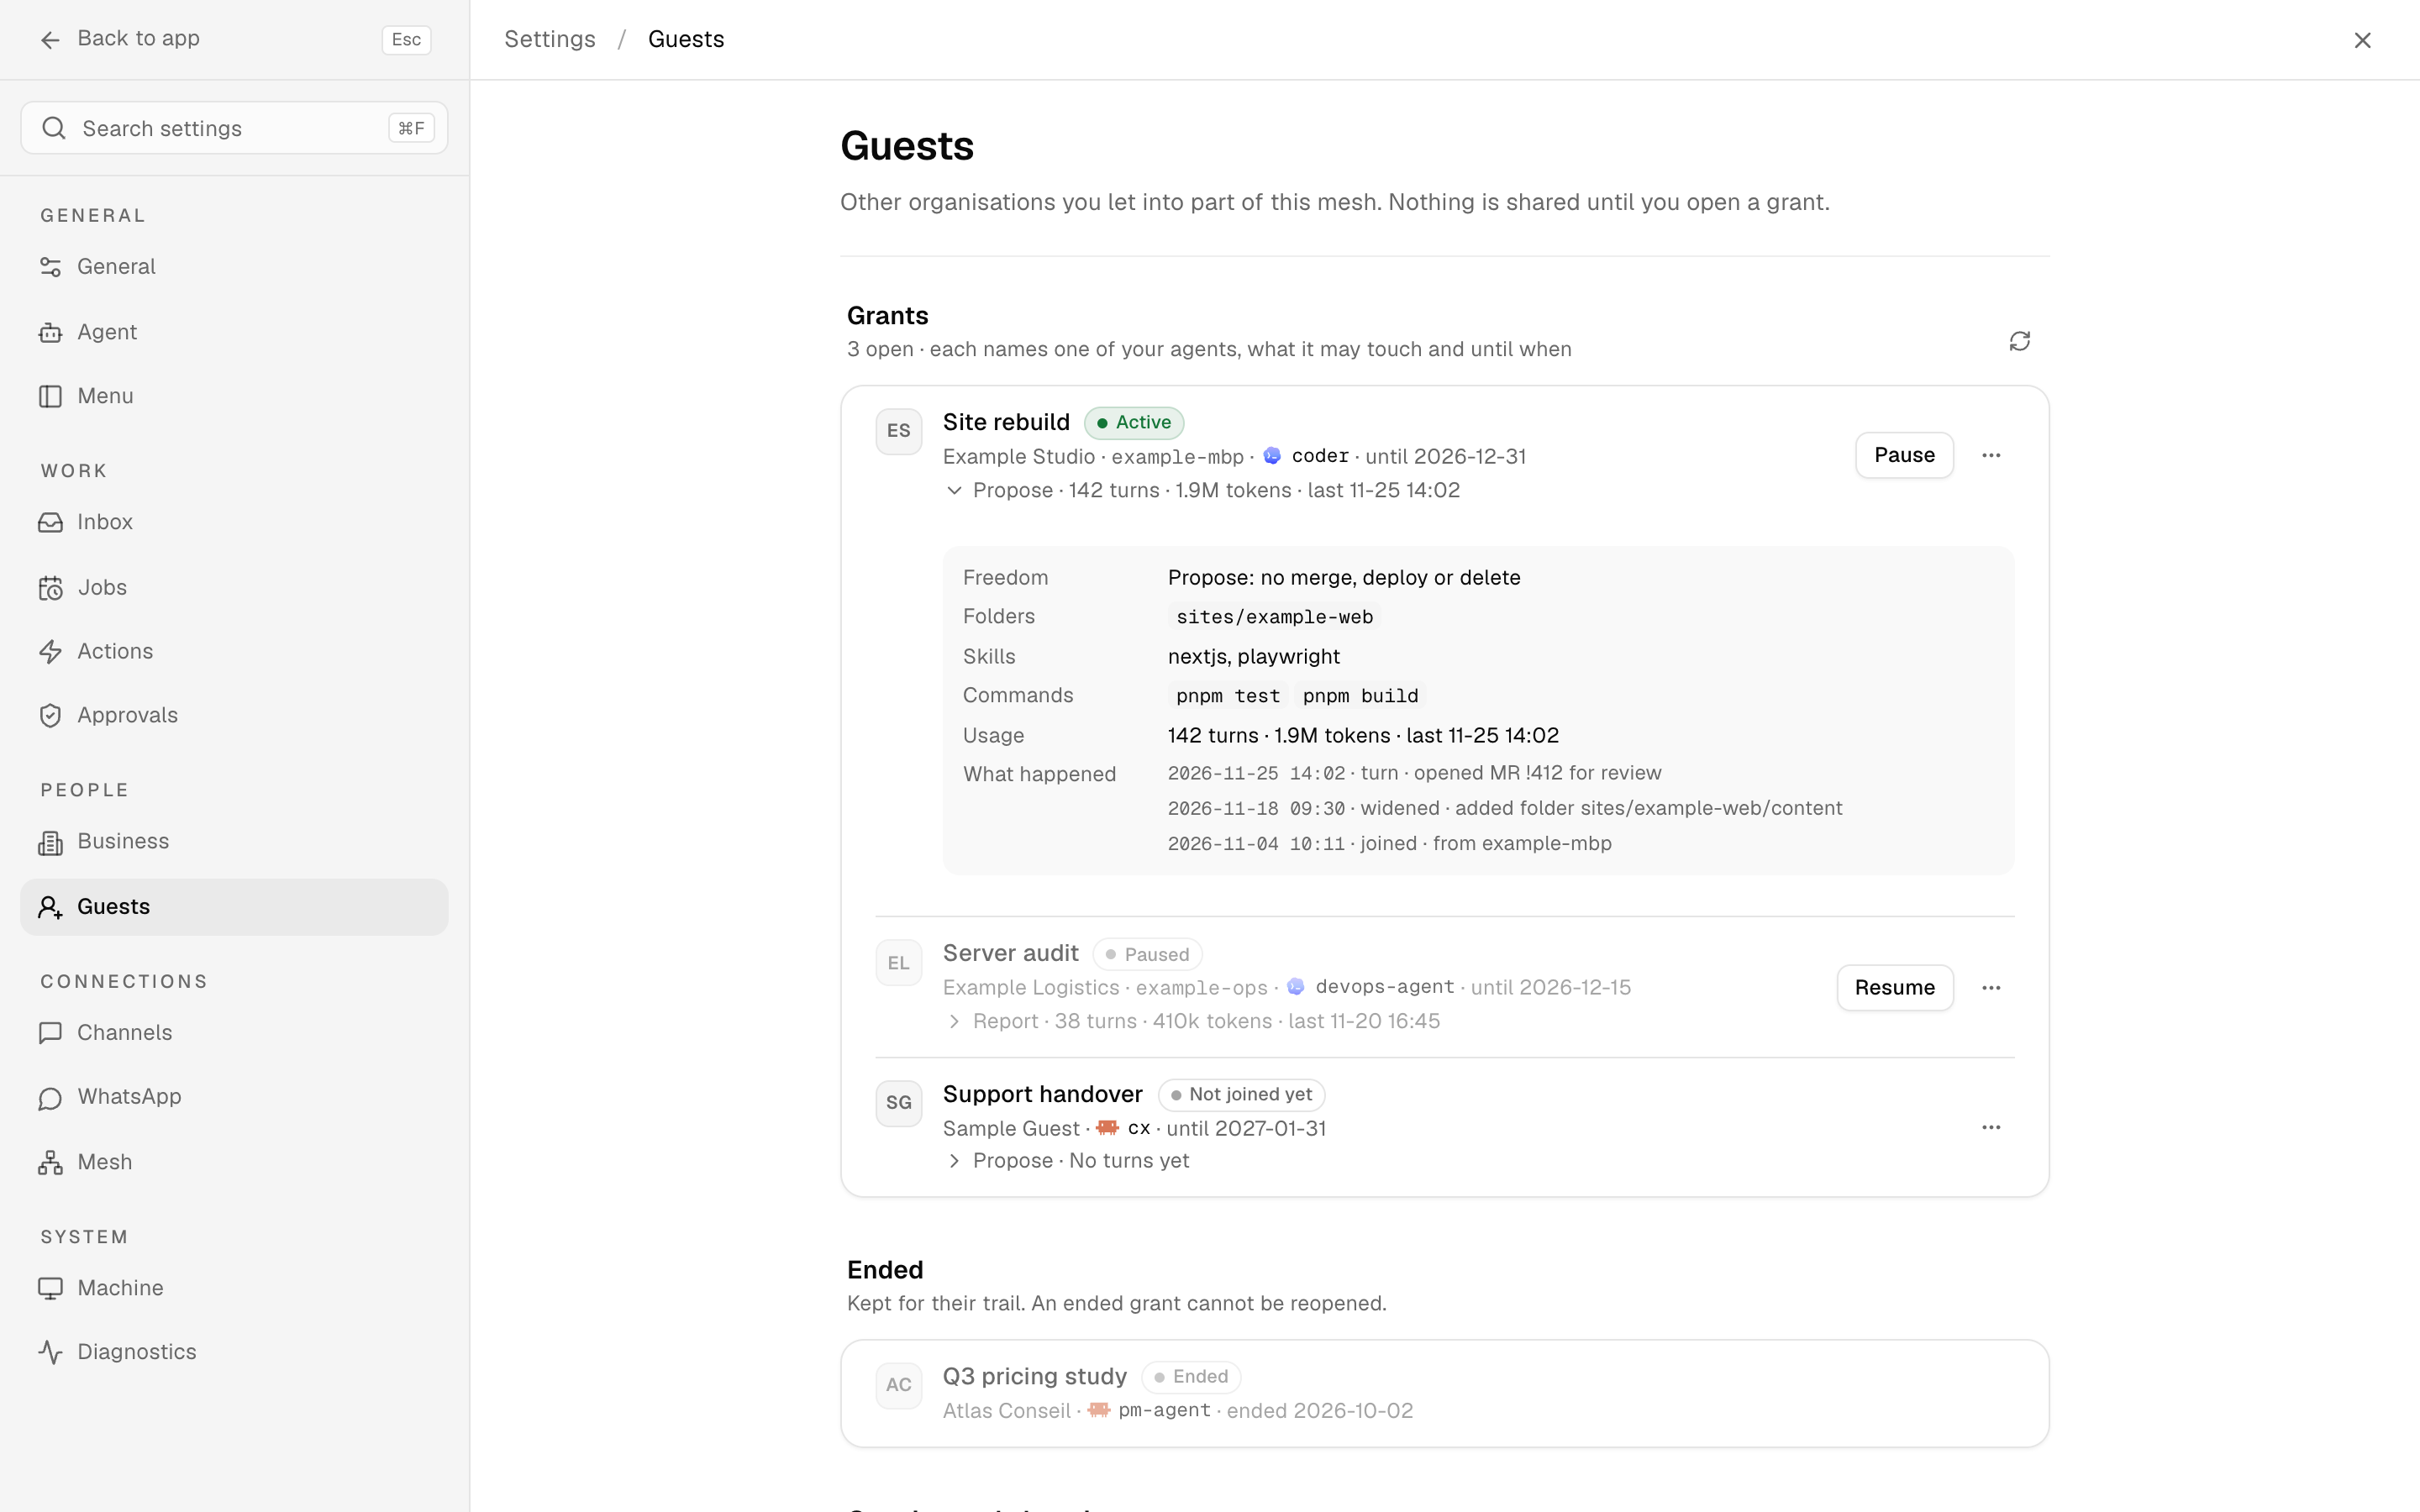 Back to app
Esc
Settings / Guests
Search settings
⌘F
GENERAL
General
Agent
Menu
WORK
Inbox
Jobs
Actions
Approvals
PEOPLE
Business
Guests
CONNECTIONS
Channels
WhatsApp
Mesh
SYSTEM
Machine
Diagnostics
Guests
Other organisations you let into part of this mesh. Nothing is shared until you open a grant.
Grants
3 open · each names one of your agents, what it may touch and until when
ES
Site rebuild
Active
Example Studio · example-mbp · coder · until 2026-12-31
Propose · 142 turns · 1.9M tokens · last 11-25 14:02
Pause
Freedom Propose: no merge, deploy or delete
Folders sites/example-web
Skills nextjs, playwright
Commands pnpm test pnpm build
Usage 142 turns · 1.9M tokens · last 11-25 14:02
What happened 2026-11-25 14:02 · turn · opened MR !412 for review
2026-11-18 09:30 · widened · added folder sites/example-web/content
2026-11-04 10:11 · joined · from example-mbp
EL
Server audit
Paused
Example Logistics · example-ops · devops-agent · until 2026-12-15
Report · 38 turns · 410k tokens · last 11-20 16:45
Resume
SG
Support handover
Not joined yet
Sample Guest · cx · until 2027-01-31
Propose · No turns yet
Ended
Kept for their trail. An ended grant cannot be reopened.
AC
Q3 pricing study
Ended
Atlas Conseil · pm-agent · ended 2026-10-02